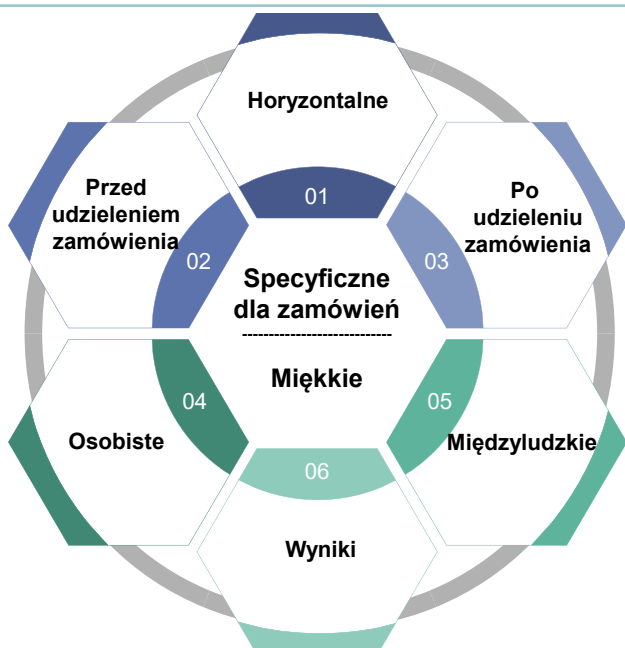 Horyzontalne
01
Przed
udzieleniem
zamówienia
02
Po
udzieleniu
zamówienia
03
Specyficzne
dla zamówień
Miękkie
04
Osobiste
05
Międzyludzkie
06
Wyniki